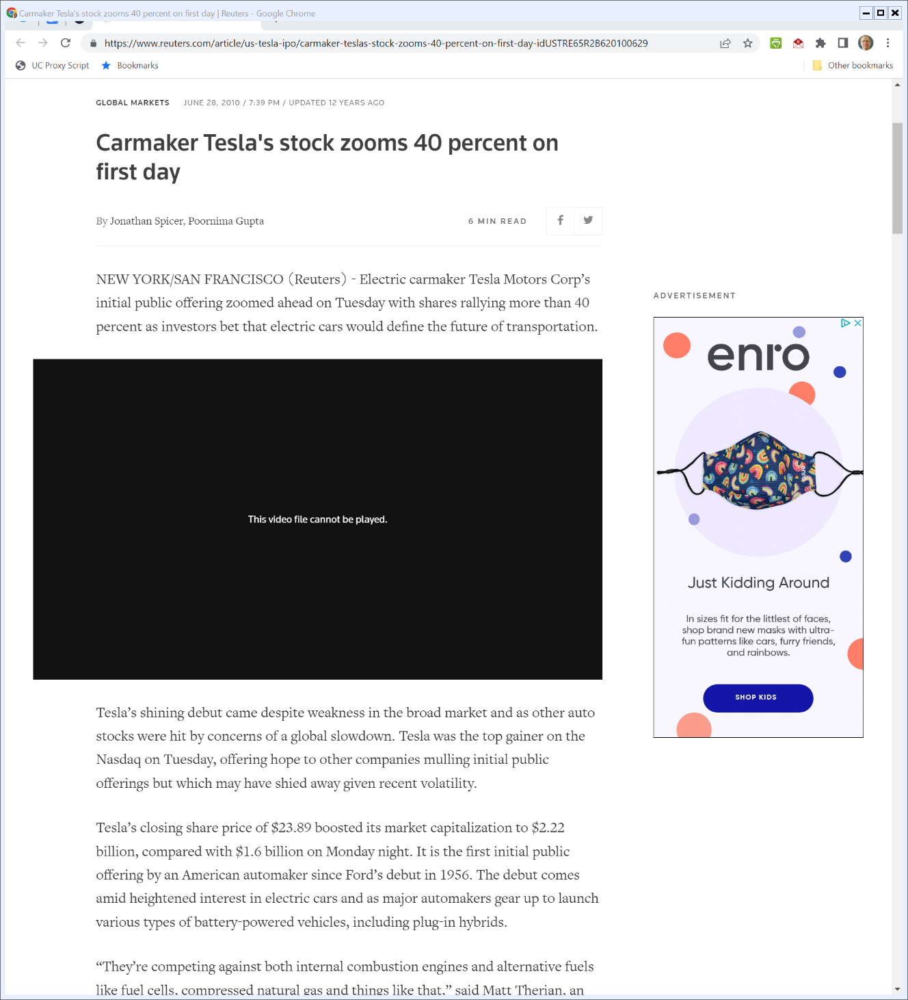 Carmaker Tesla's stock zooms 40 percent on first day | Reuters - Google Chrome
https://www.reuters.com/article/us-tesla-ipo/carmaker-teslas-stock-zooms-40-percent-on-first-day-idUSTRE65R2B620100629
UC Proxy Script Bookmarks Other bookmarks
GLOBAL MARKETS JUNE 28, 2010 / 7:39 PM / UPDATED 12 YEARS AGO
Carmaker Tesla's stock zooms 40 percent on
first day
By Jonathan Spicer, Poornima Gupta 6 MIN READ
NEW YORK/SAN FRANCISCO (Reuters) - Electric carmaker Tesla Motors Corp’s
initial public offering zoomed ahead on Tuesday with shares rallying more than 40
percent as investors bet that electric cars would define the future of transportation.
This video file cannot be played.
Tesla’s shining debut came despite weakness in the broad market and as other auto
stocks were hit by concerns of a global slowdown. Tesla was the top gainer on the
Nasdaq on Tuesday, offering hope to other companies mulling initial public
offerings but which may have shied away given recent volatility.
Tesla’s closing share price of $23.89 boosted its market capitalization to $2.22
billion, compared with $1.6 billion on Monday night. It is the first initial public
offering by an American automaker since Ford’s debut in 1956. The debut comes
amid heightened interest in electric cars and as major automakers gear up to launch
various types of battery-powered vehicles, including plug-in hybrids.
“They’re competing against both internal combustion engines and alternative fuels
like fuel cells, compressed natural gas and things like that,” said Matt Therian, an
ADVERTISEMENT
enro
enro
Just Kidding Around
In sizes fit for the littlest of faces,
shop brand new masks with ultra-
fun patterns like cars, furry friends,
and rainbows.
SHOP KIDS